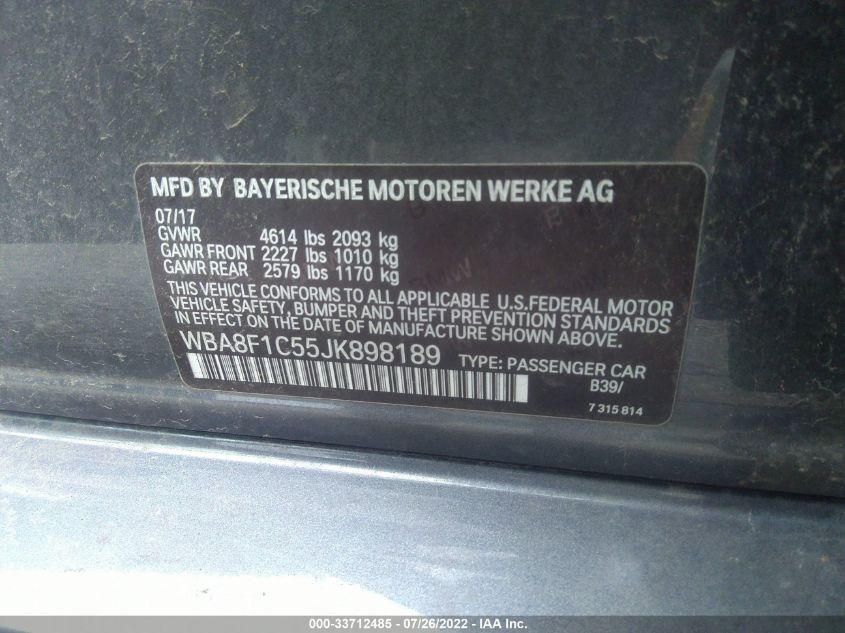 MFD BY BAYERISCHE MOTOREN WERKE AG
07/17
GVWR 4614 lbs 2093 kg
GAWR FRONT 2227 lbs 1010 kg
GAWR REAR 2579 lbs 1170 kg
THIS VEHICLE CONFORMS TO ALL APPLICABLE U.S.FEDERAL MOTOR
VEHICLE SAFETY, BUMPER AND THEFT PREVENTION STANDARDS
IN EFFECT ON THE DATE OF MANUFACTURE SHOWN ABOVE.
WBA8F1C55JK898189 TYPE: PASSENGER CAR
B39/
7 315 814
000-33712485 - 07/26/2022 - IAA Inc.